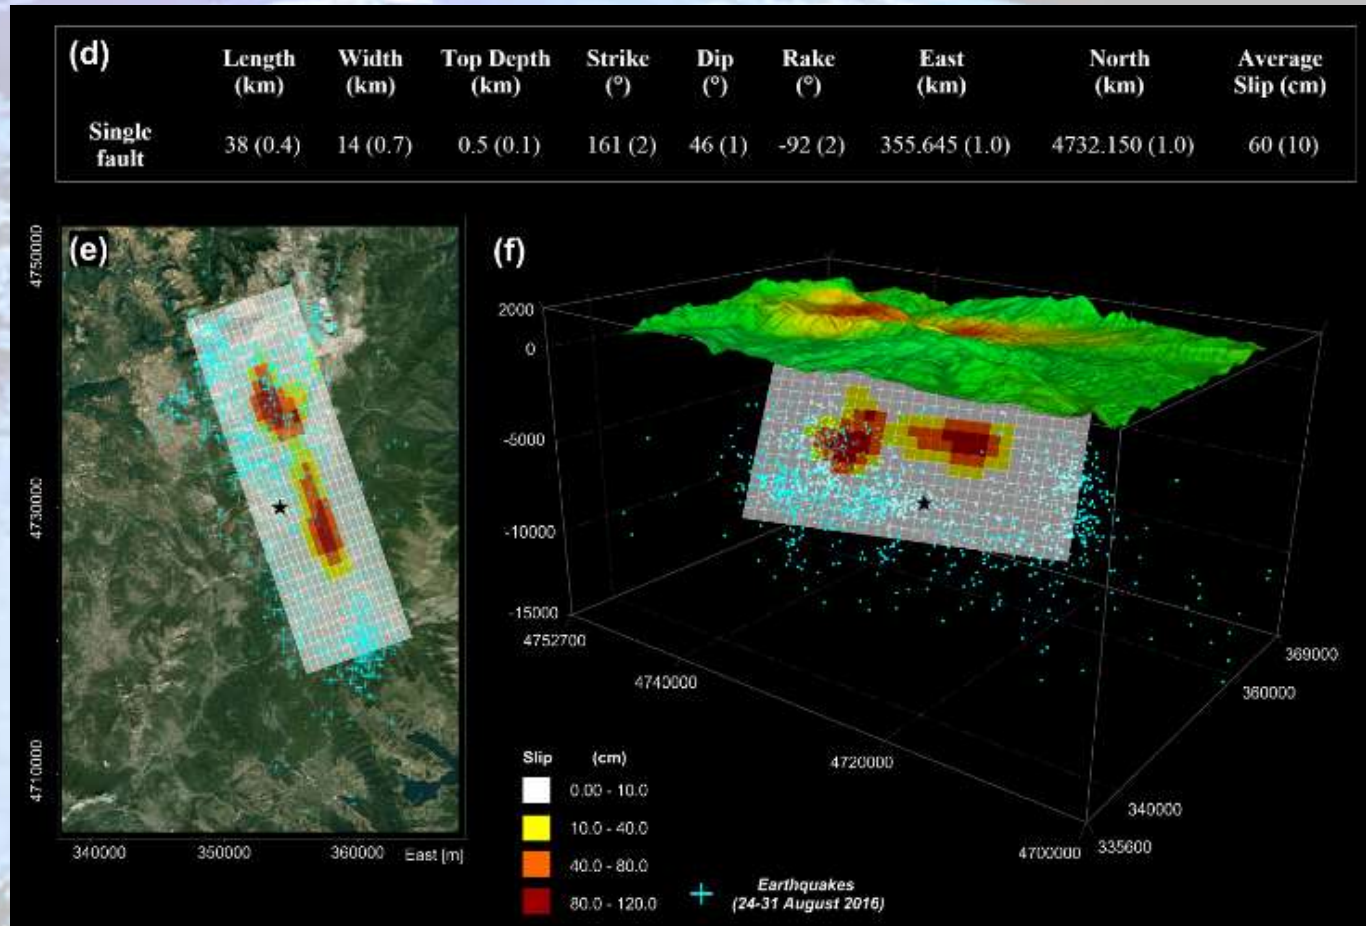 (d)
Length Width Top Depth Strike Dip Rake East North Average
(km) (km) (km) (°) (°) (°) (km) (km) Slip (cm)
Single
fault
38 (0.4) 14 (0.7) 0.5 (0.1) 161 (2) 46 (1) -92 (2) 355.645 (1.0) 4732.150 (1.0) 60 (10)
(e)
4750000
4730000
4710000
340000 350000 360000 East [m]
(f)
2000
0
-5000
-10000
-15000
4752700
4740000
4720000
4700000
369000
360000
340000
335600
Slip (cm)
0.00 - 10.0
10.0 - 40.0
40.0 - 80.0
80.0 - 120.0
Earthquakes
(24-31 August 2016)